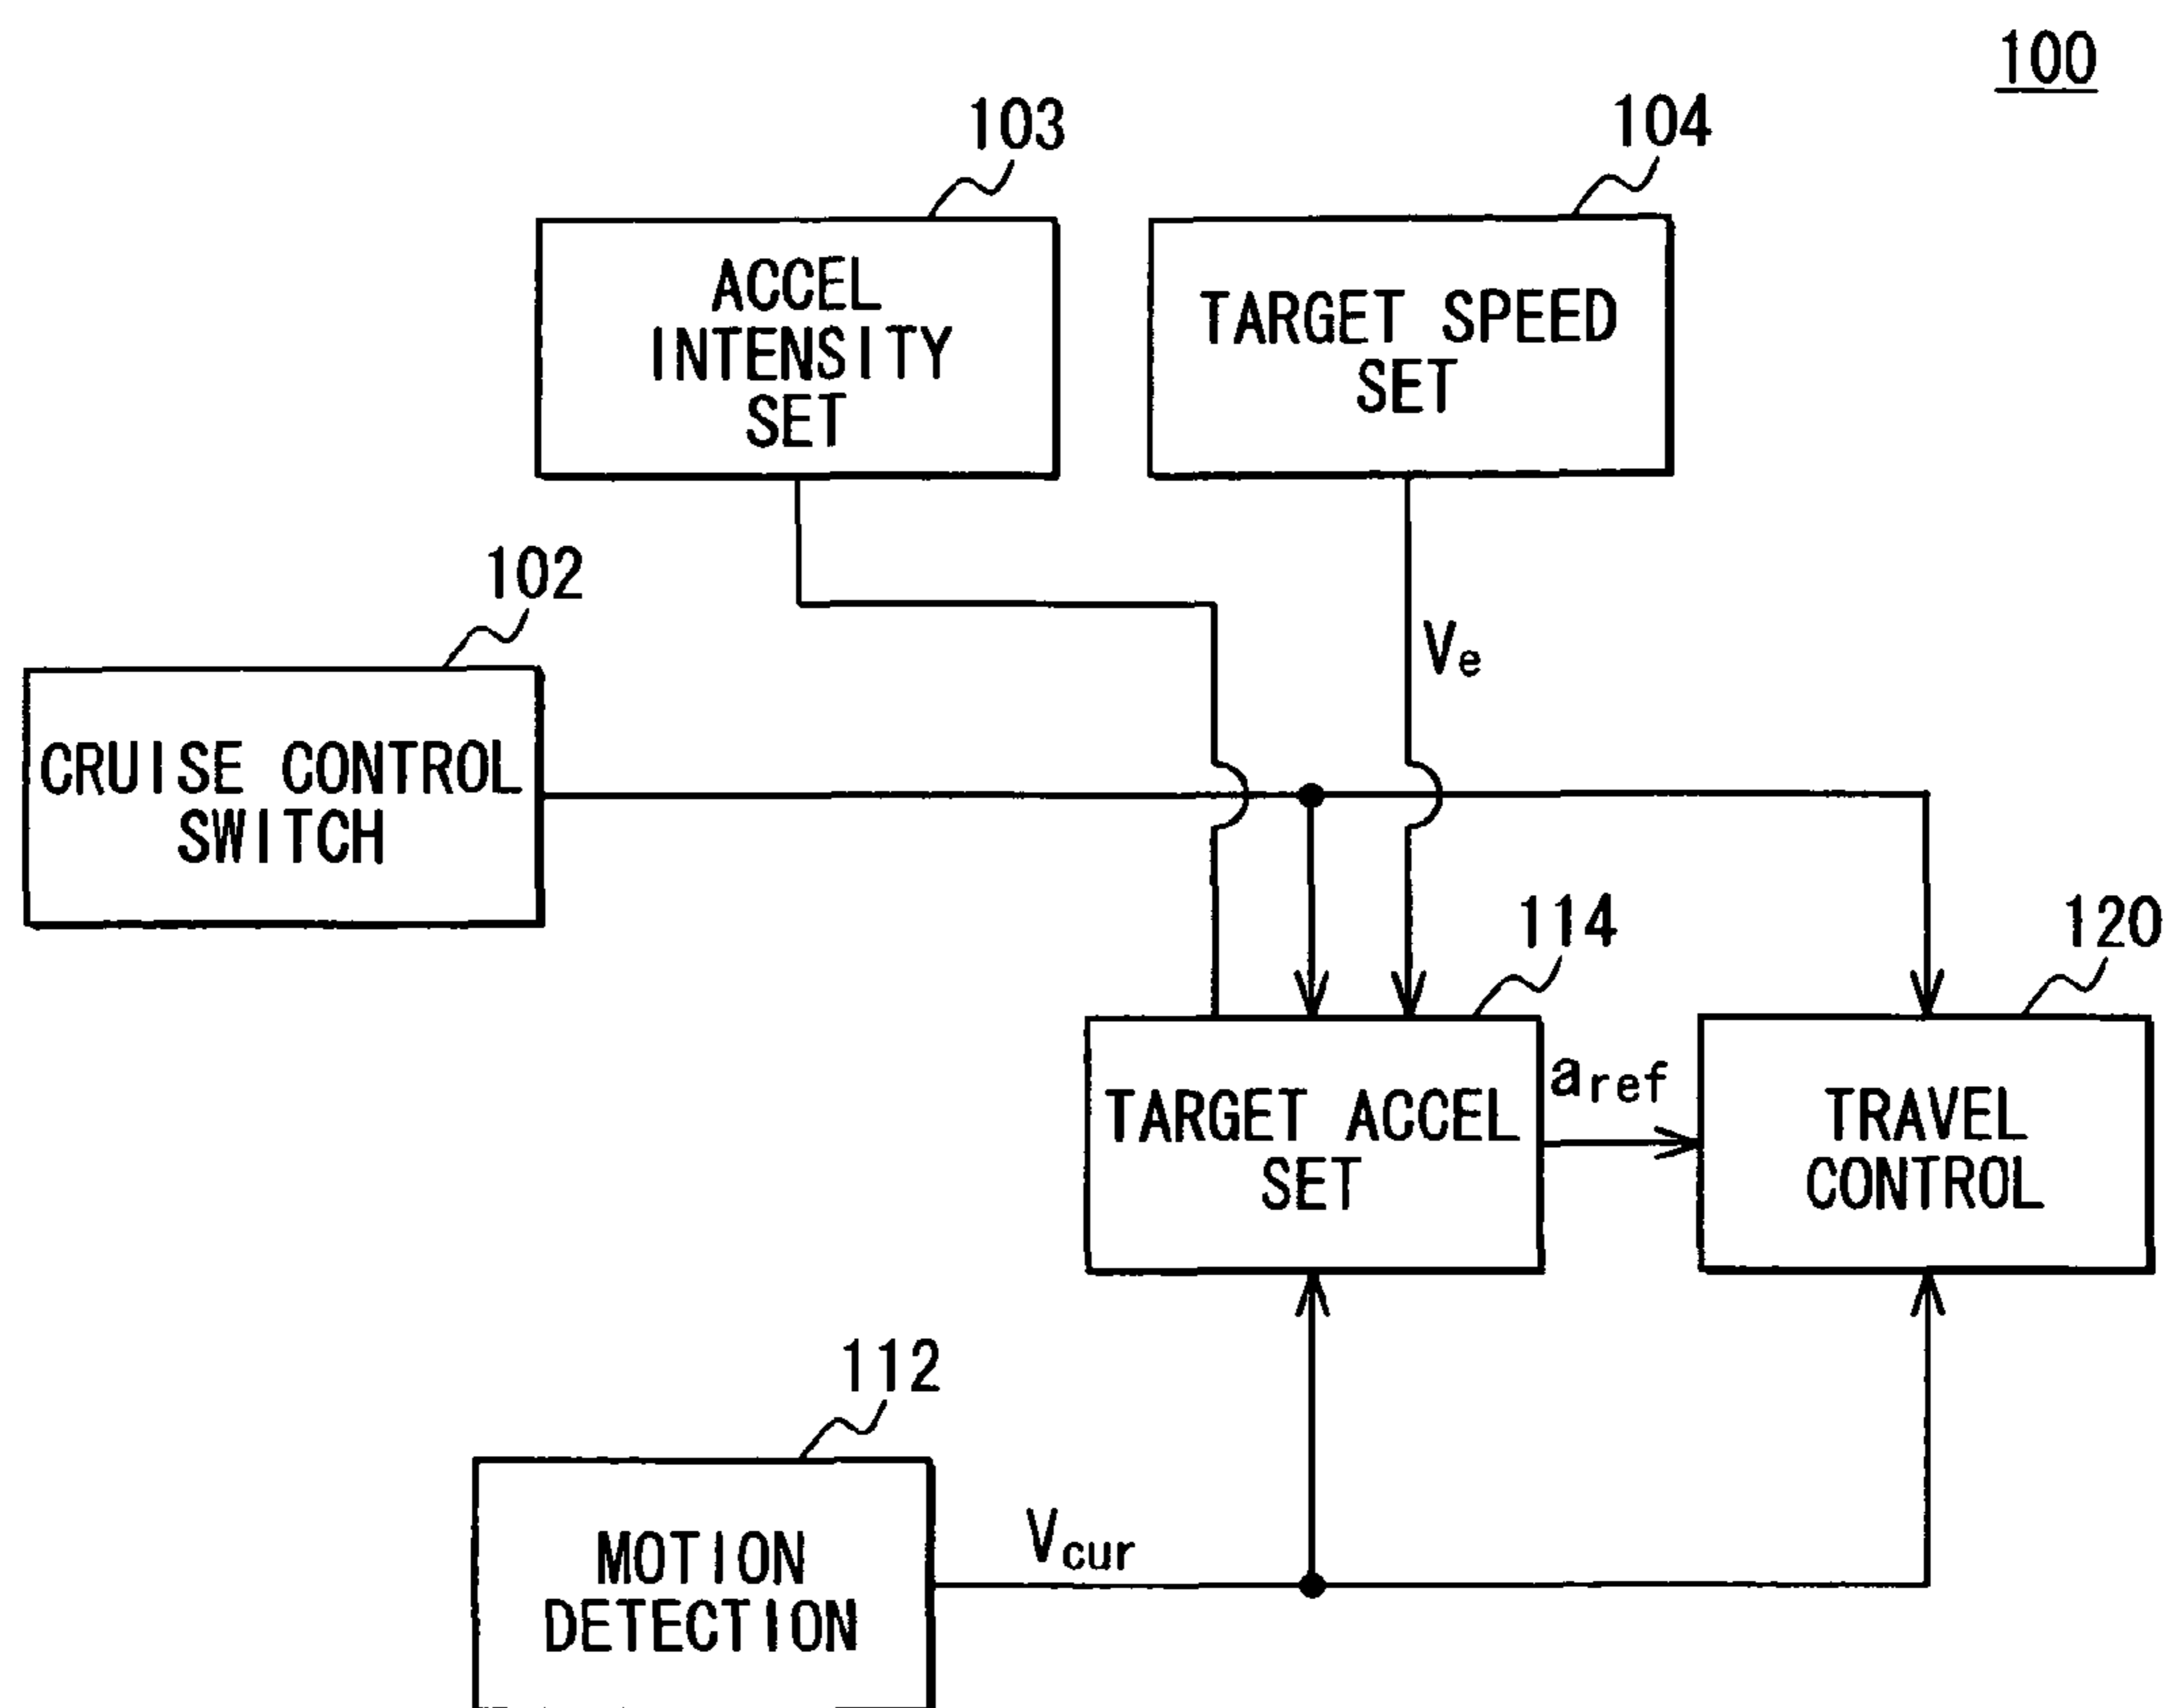 100
103
104
ACCEL
INTENSITY
SET
TARGET SPEED
SET
102
Ve
CRUISE CONTROL
SWITCH
114
120
TARGET ACCEL
SET
aref
TRAVEL
CONTROL
112
MOTION
DETECTION
Vcur